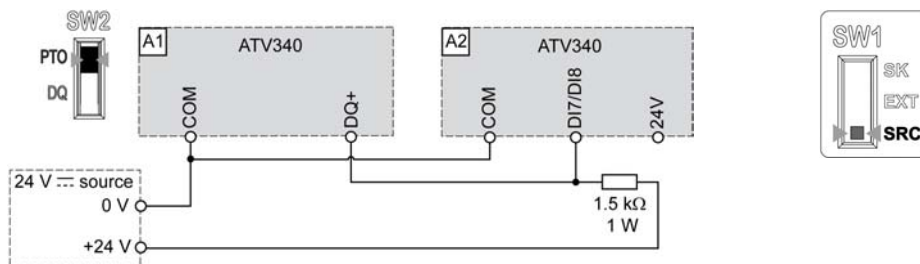 SW2
PTO
DQ
A1
ATV340
COM
DQ+
A2
ATV340
COM
DI7/DI8
24V
24 V ⎓ source
0 V
+24 V
1.5 kΩ
1 W
SW1
SK
EXT
SRC